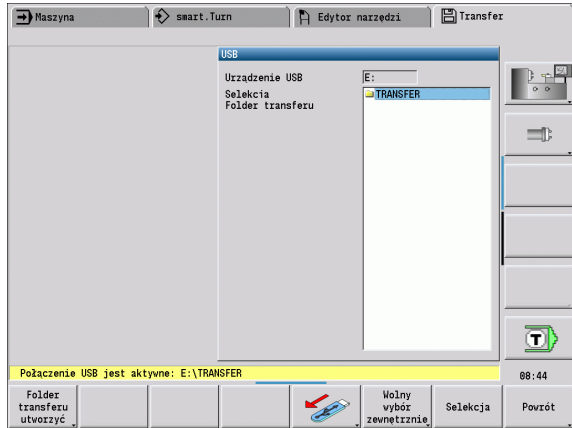 Maszyna
smart.Turn
Edytor narzędzi
Transfer
USB
Urządzenie USB
E:
Selekcia
Folder transferu
TRANSFER
T
Połączenie USB jest aktywne: E:\TRANSFER
08:44
Folder
transferu
utworzyć
Wolny
wybór
zewnętrznie
Selekcja
Powrót